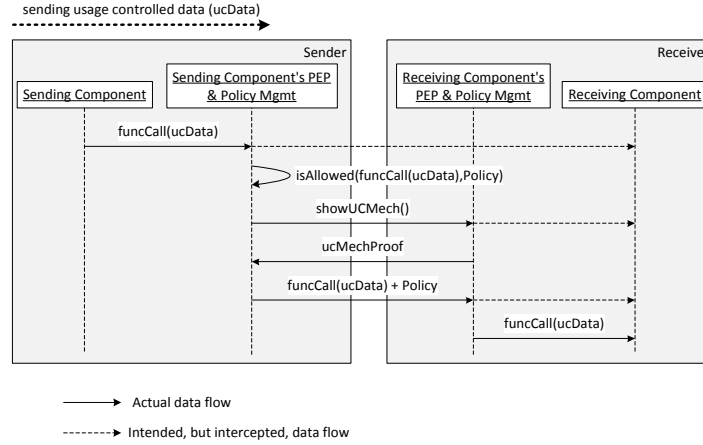 sending usage controlled data (ucData)
Sender
Receive
Sending Component
Sending Component's PEP
& Policy Mgmt
Receiving Component's
PEP & Policy Mgmt
Receiving Component
funcCall(ucData)
isAllowed(funcCall(ucData),Policy)
showUCMech()
ucMechProof
funcCall(ucData) + Policy
funcCall(ucData)
Actual data flow
Intended, but intercepted, data flow